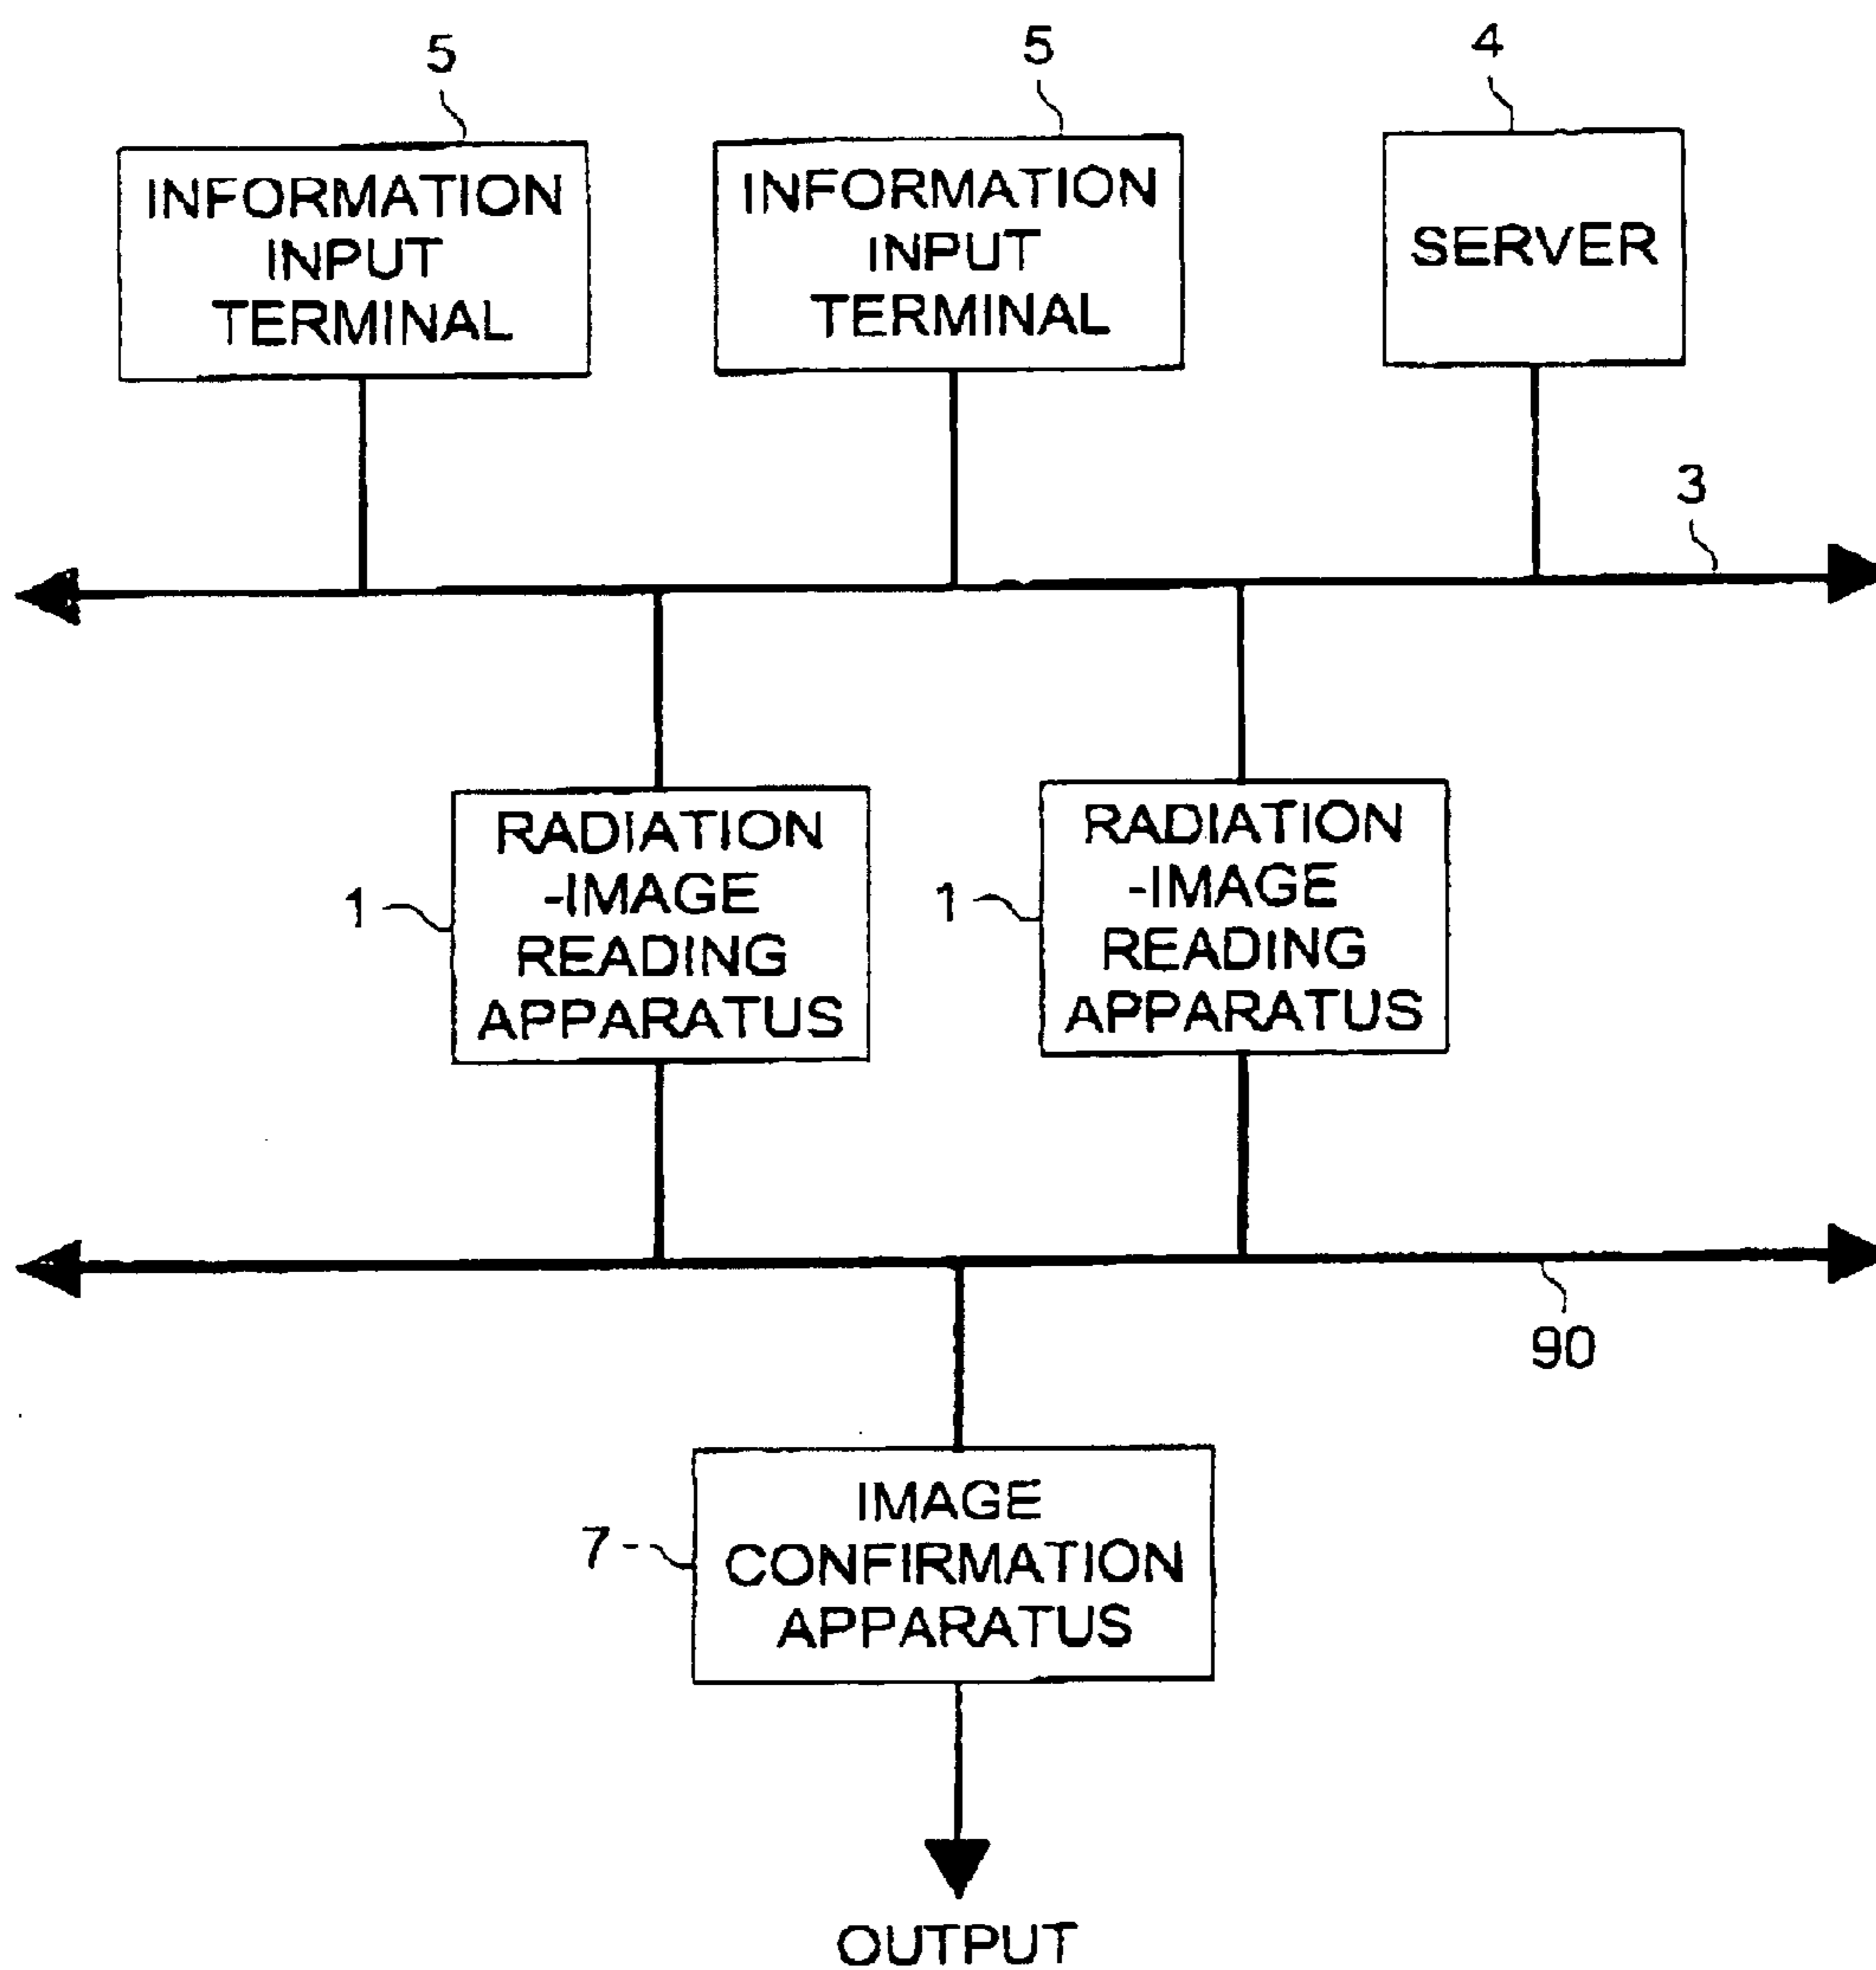 5
5
4
INFORMATION
INPUT
TERMINAL
INFORMATION
INPUT
TERMINAL
SERVER
3
1
RADIATION
-IMAGE
READING
APPARATUS
1
RADIATION
-IMAGE
READING
APPARATUS
90
7
IMAGE
CONFIRMATION
APPARATUS
OUTPUT